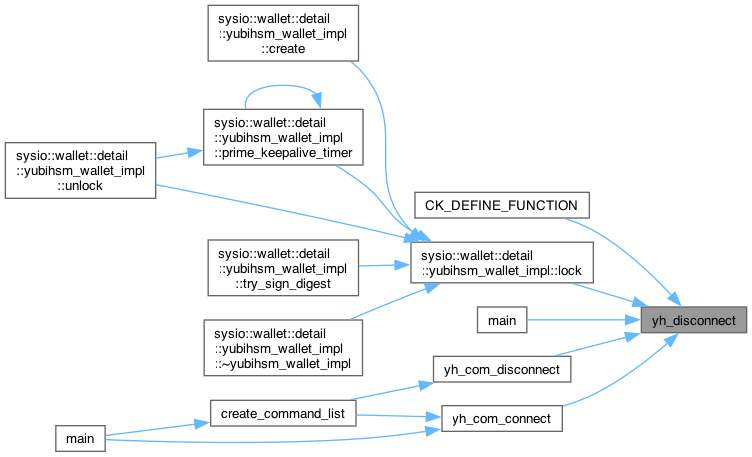 sysio::wallet::detail
::yubihsm_wallet_impl
::create
sysio::wallet::detail
::yubihsm_wallet_impl
::prime_keepalive_timer
sysio::wallet::detail
::yubihsm_wallet_impl
::unlock
CK_DEFINE_FUNCTION
sysio::wallet::detail
::yubihsm_wallet_impl
::try_sign_digest
sysio::wallet::detail
::yubihsm_wallet_impl::lock
main
yh_disconnect
sysio::wallet::detail
::yubihsm_wallet_impl
::~yubihsm_wallet_impl
yh_com_disconnect
create_command_list
yh_com_connect
main